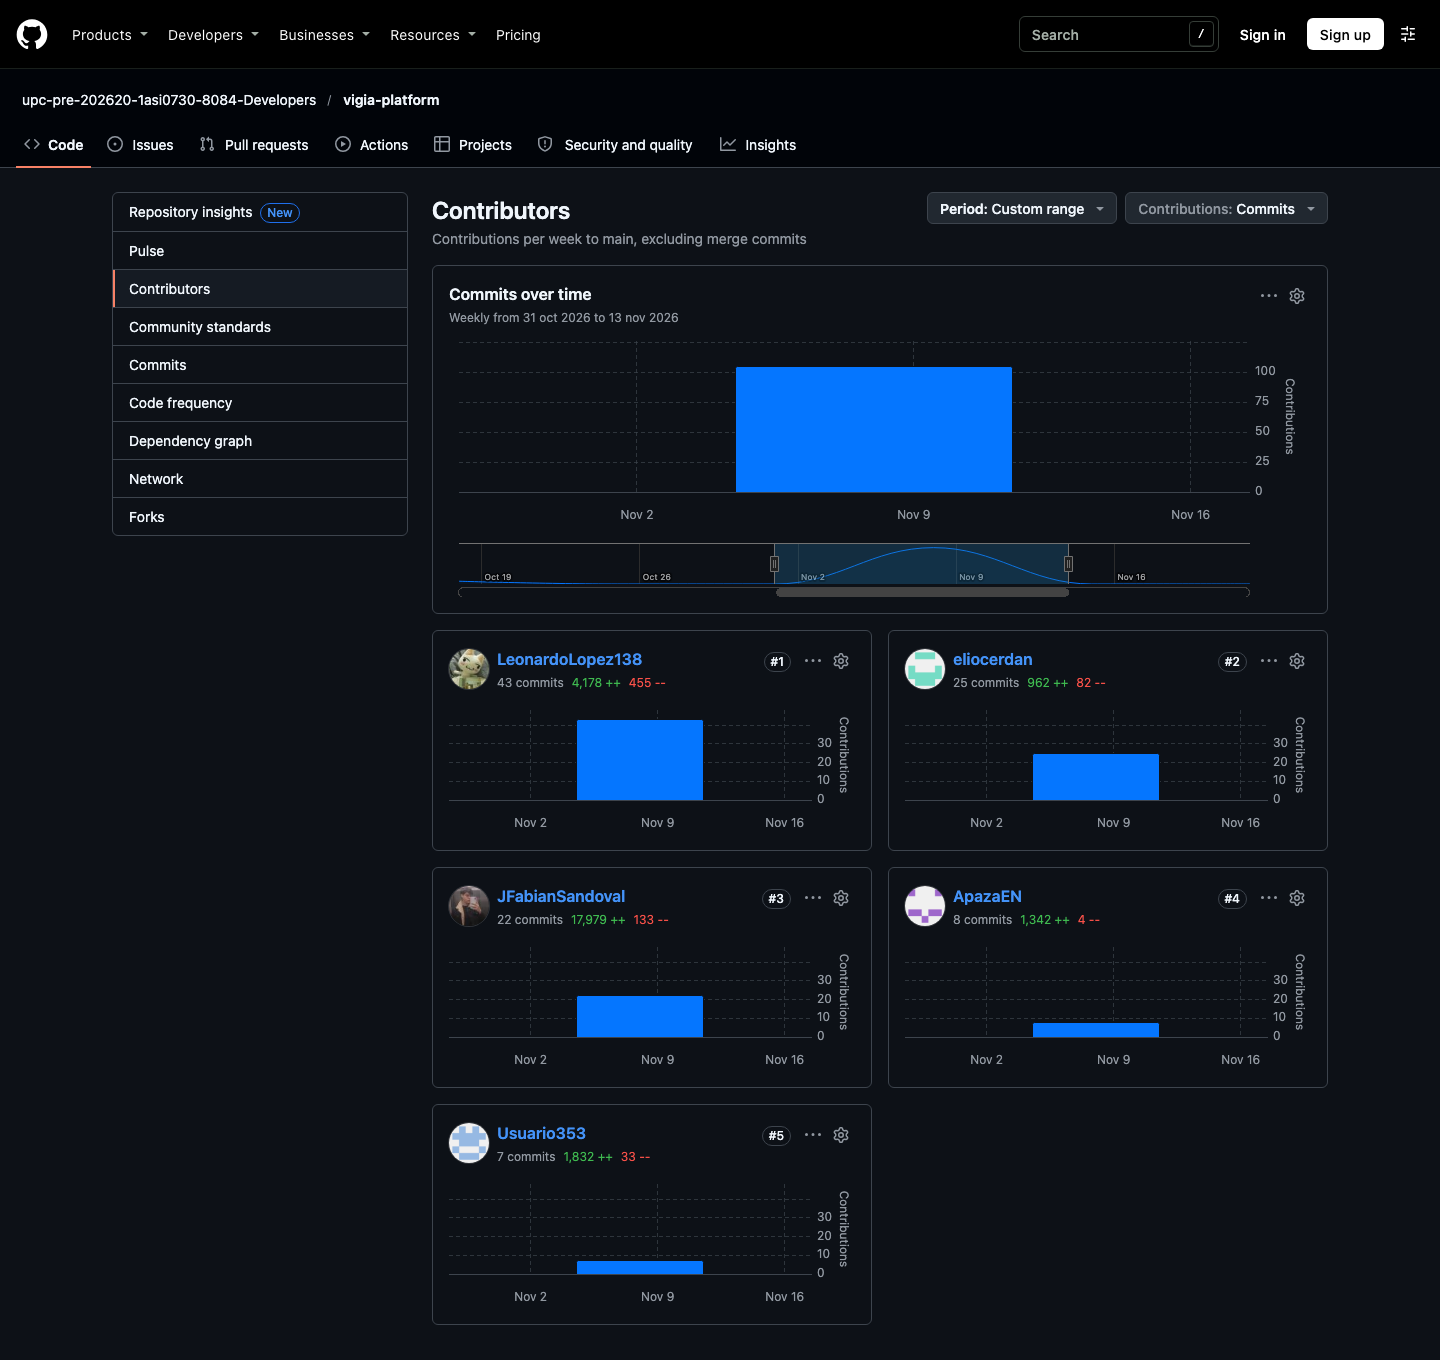 Products Developers Businesses Resources Pricing Search / Sign in Sign up
upc-pre-202620-1asi0730-8084-Developers / vigia-platform
Code Issues Pull requests Actions Projects Security and quality Insights
Repository insights New
Pulse
Contributors
Community standards
Commits
Code frequency
Dependency graph
Network
Forks
Contributors
Period: Custom range Contributions: Commits
Contributions per week to main, excluding merge commits
Commits over time
Weekly from 31 oct 2026 to 13 nov 2026
100
75
50
25
0
Contributions
Nov 2 Nov 9 Nov 16
Oct 19 Oct 26 Nov 2 Nov 9 Nov 16
LeonardoLopez138 #1
43 commits 4,178 ++ 455 --
30
20
10
0
Contributions
Nov 2 Nov 9 Nov 16
eliocerdan #2
25 commits 962 ++ 82 --
30
20
10
0
Contributions
Nov 2 Nov 9 Nov 16
JFabianSandoval #3
22 commits 17,979 ++ 133 --
30
20
10
0
Contributions
Nov 2 Nov 9 Nov 16
ApazaEN #4
8 commits 1,342 ++ 4 --
30
20
10
0
Contributions
Nov 2 Nov 9 Nov 16
Usuario353 #5
7 commits 1,832 ++ 33 --
30
20
10
0
Contributions
Nov 2 Nov 9 Nov 16